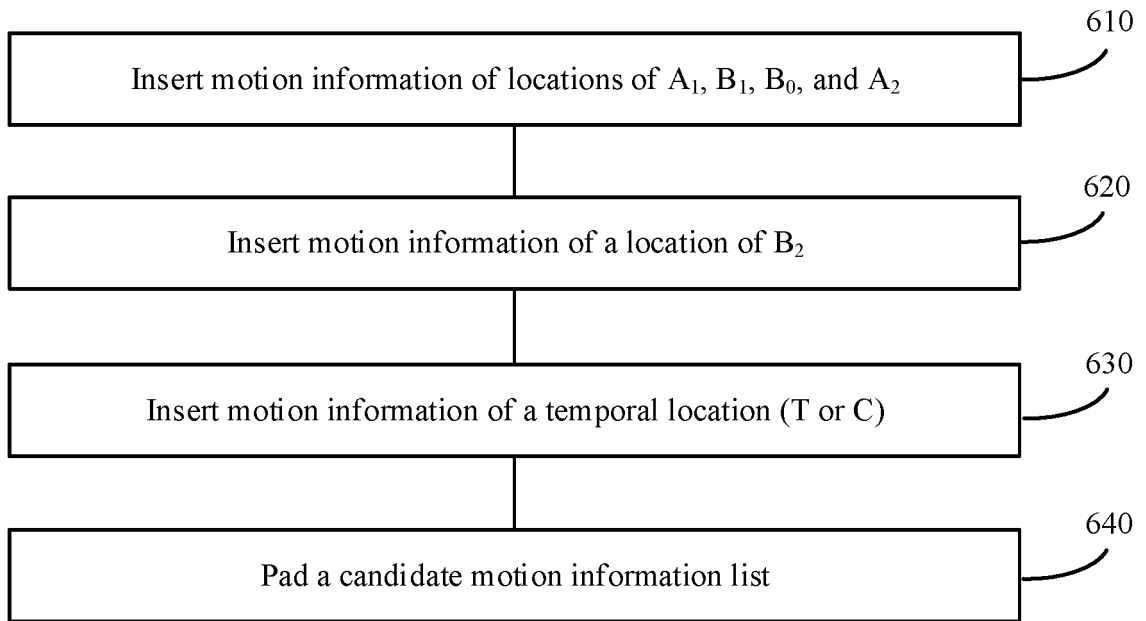 610
Insert motion information of locations of A₁, B₁, B₀, and A₂
620
Insert motion information of a location of B₂
630
Insert motion information of a temporal location (T or C)
640
Pad a candidate motion information list